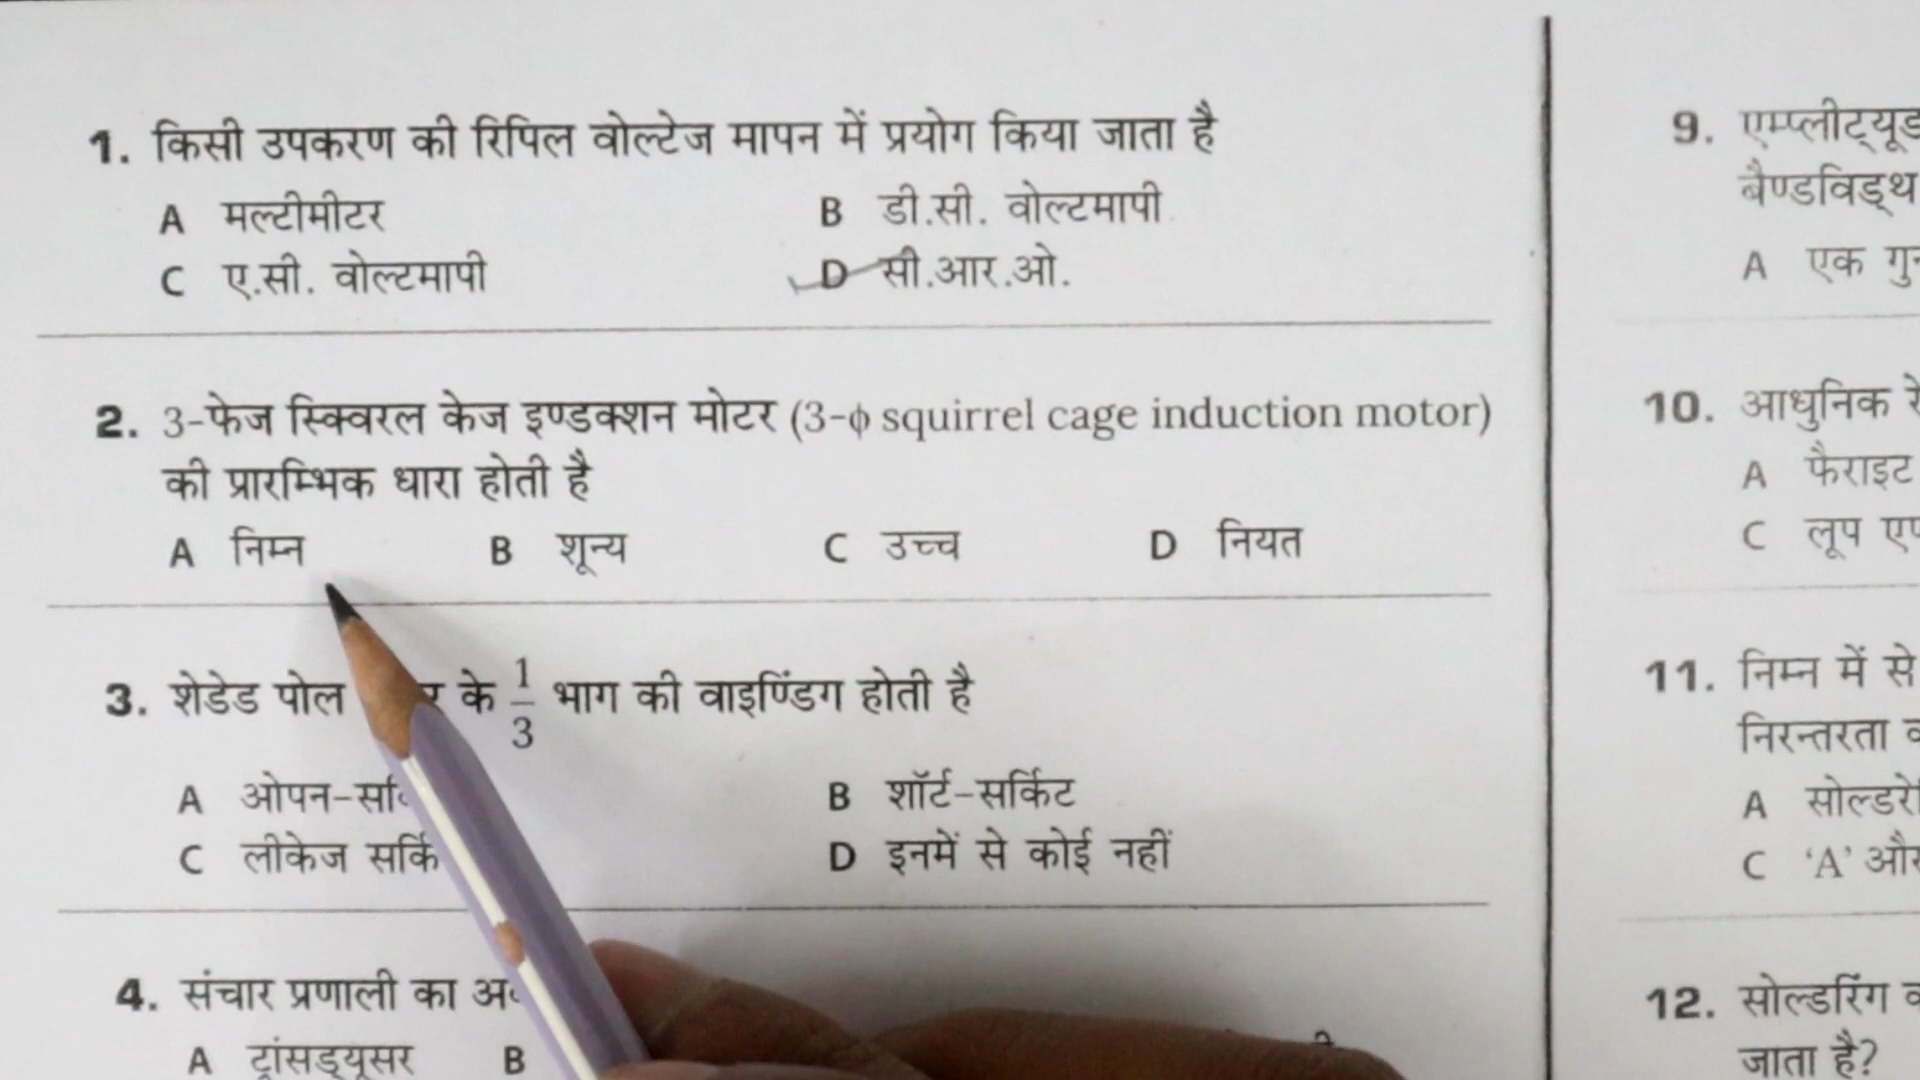 1. किसी उपकरण की रिपिल वोल्टेज मापन में प्रयोग किया जाता है
A मल्टीमीटर B डी.सी. वोल्टमापी
C ए.सी. वोल्टमापी D सी.आर.ओ.
2. 3-फेज स्क्विरल केज इण्डक्शन मोटर (3-ϕ squirrel cage induction motor)
की प्रारम्भिक धारा होती है
A निम्न B शून्य C उच्च D नियत
3. शेडेड पोल के 1/3 भाग की वाइण्डिंग होती है
A ओपन- B शॉर्ट-सर्किट
C लीकेज D इनमें से कोई नहीं
4. संचार प्रणाली का
A ट्रांसड्यूसर B
9.
बैण्डविड्थ
A एक
10. आधुनिक
A फैराइट
C लूप
11. निम्न में से
निरन्तरता
A
C 'A' और
12. सोल्डरिंग
जाता है?